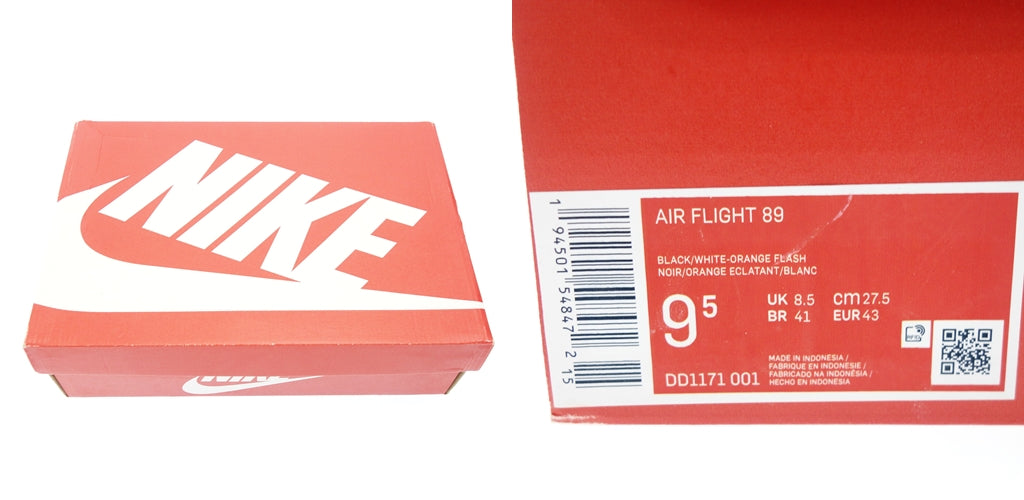 NIKE
NIKE
AIR FLIGHT 89
BLACK/WHITE-ORANGE FLASH
NOIR/ORANGE ECLATANT/BLANC
9⁵
UK 8.5 cm 27.5
BR 41 EUR 43
DD1171 001
MADE IN INDONESIA /
FABRIQUE EN INDONESIE /
FABRICADO NA INDONÉSIA /
HECHO EN INDONESIA
1 94501 54847 2 15